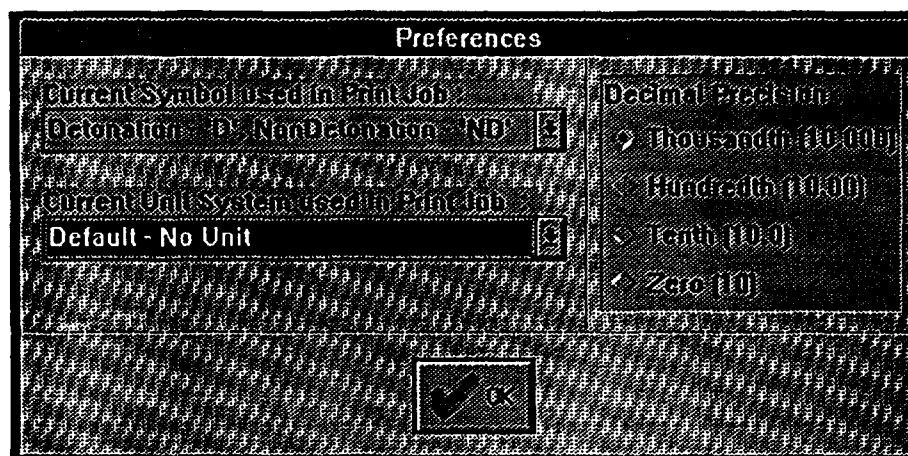 Preferences
Current Symbol used in Print Job :
Detonation - 'D', NonDetonation - 'ND'
Current Unit System used in Print Job :
Default - No Unit
Decimal Precision
Thousandth (10.000)
Hundredth (10.00)
Tenth (10.0)
Zero (10)
OK